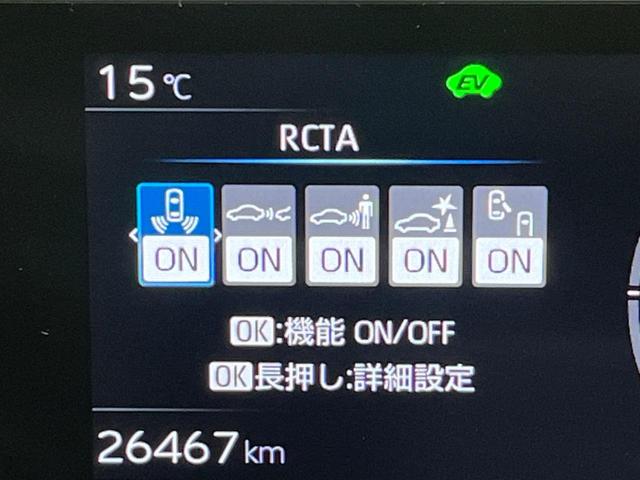 15℃
EV
RCTA
ON ON ON ON ON
OK:機能 ON/OFF
OK長押し:詳細設定
26467km